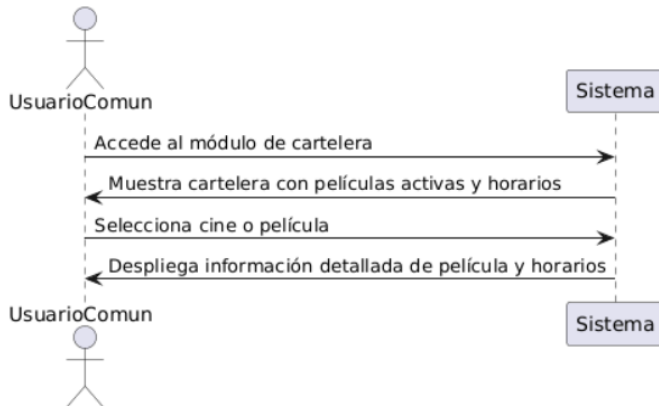 UsuarioComun
Sistema
Accede al módulo de cartelera
Muestra cartelera con películas activas y horarios
Selecciona cine o película
Despliega información detallada de película y horarios
UsuarioComun
Sistema